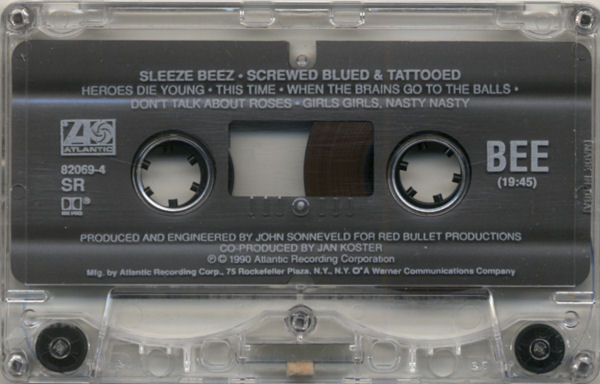 SLEEZE BEEZ • SCREWED BLUED & TATTOOED
HEROES DIE YOUNG • THIS TIME • WHEN THE BRAINS GO TO THE BALLS •
DON'T TALK ABOUT ROSES • GIRLS GIRLS, NASTY NASTY
ATLANTIC
82069-4
SR
BEE
(19:45)
PRODUCED AND ENGINEERED BY JOHN SONNEVELD FOR RED BULLET PRODUCTIONS
CO-PRODUCED BY JAN KOSTER
℗ © 1990 Atlantic Recording Corporation
Mfg. by Atlantic Recording Corp., 75 Rockefeller Plaza, N.Y., N.Y. A Warner Communications Company